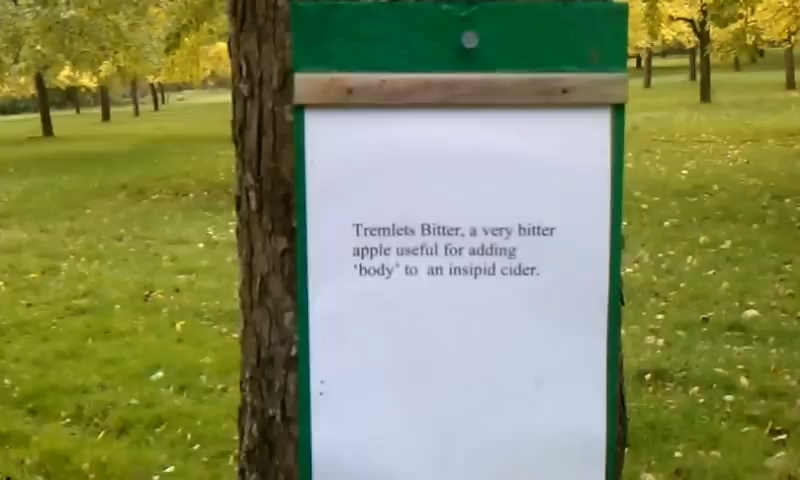 Tremlets Bitter, a very bitter
apple useful for adding
‘body’ to an insipid cider.